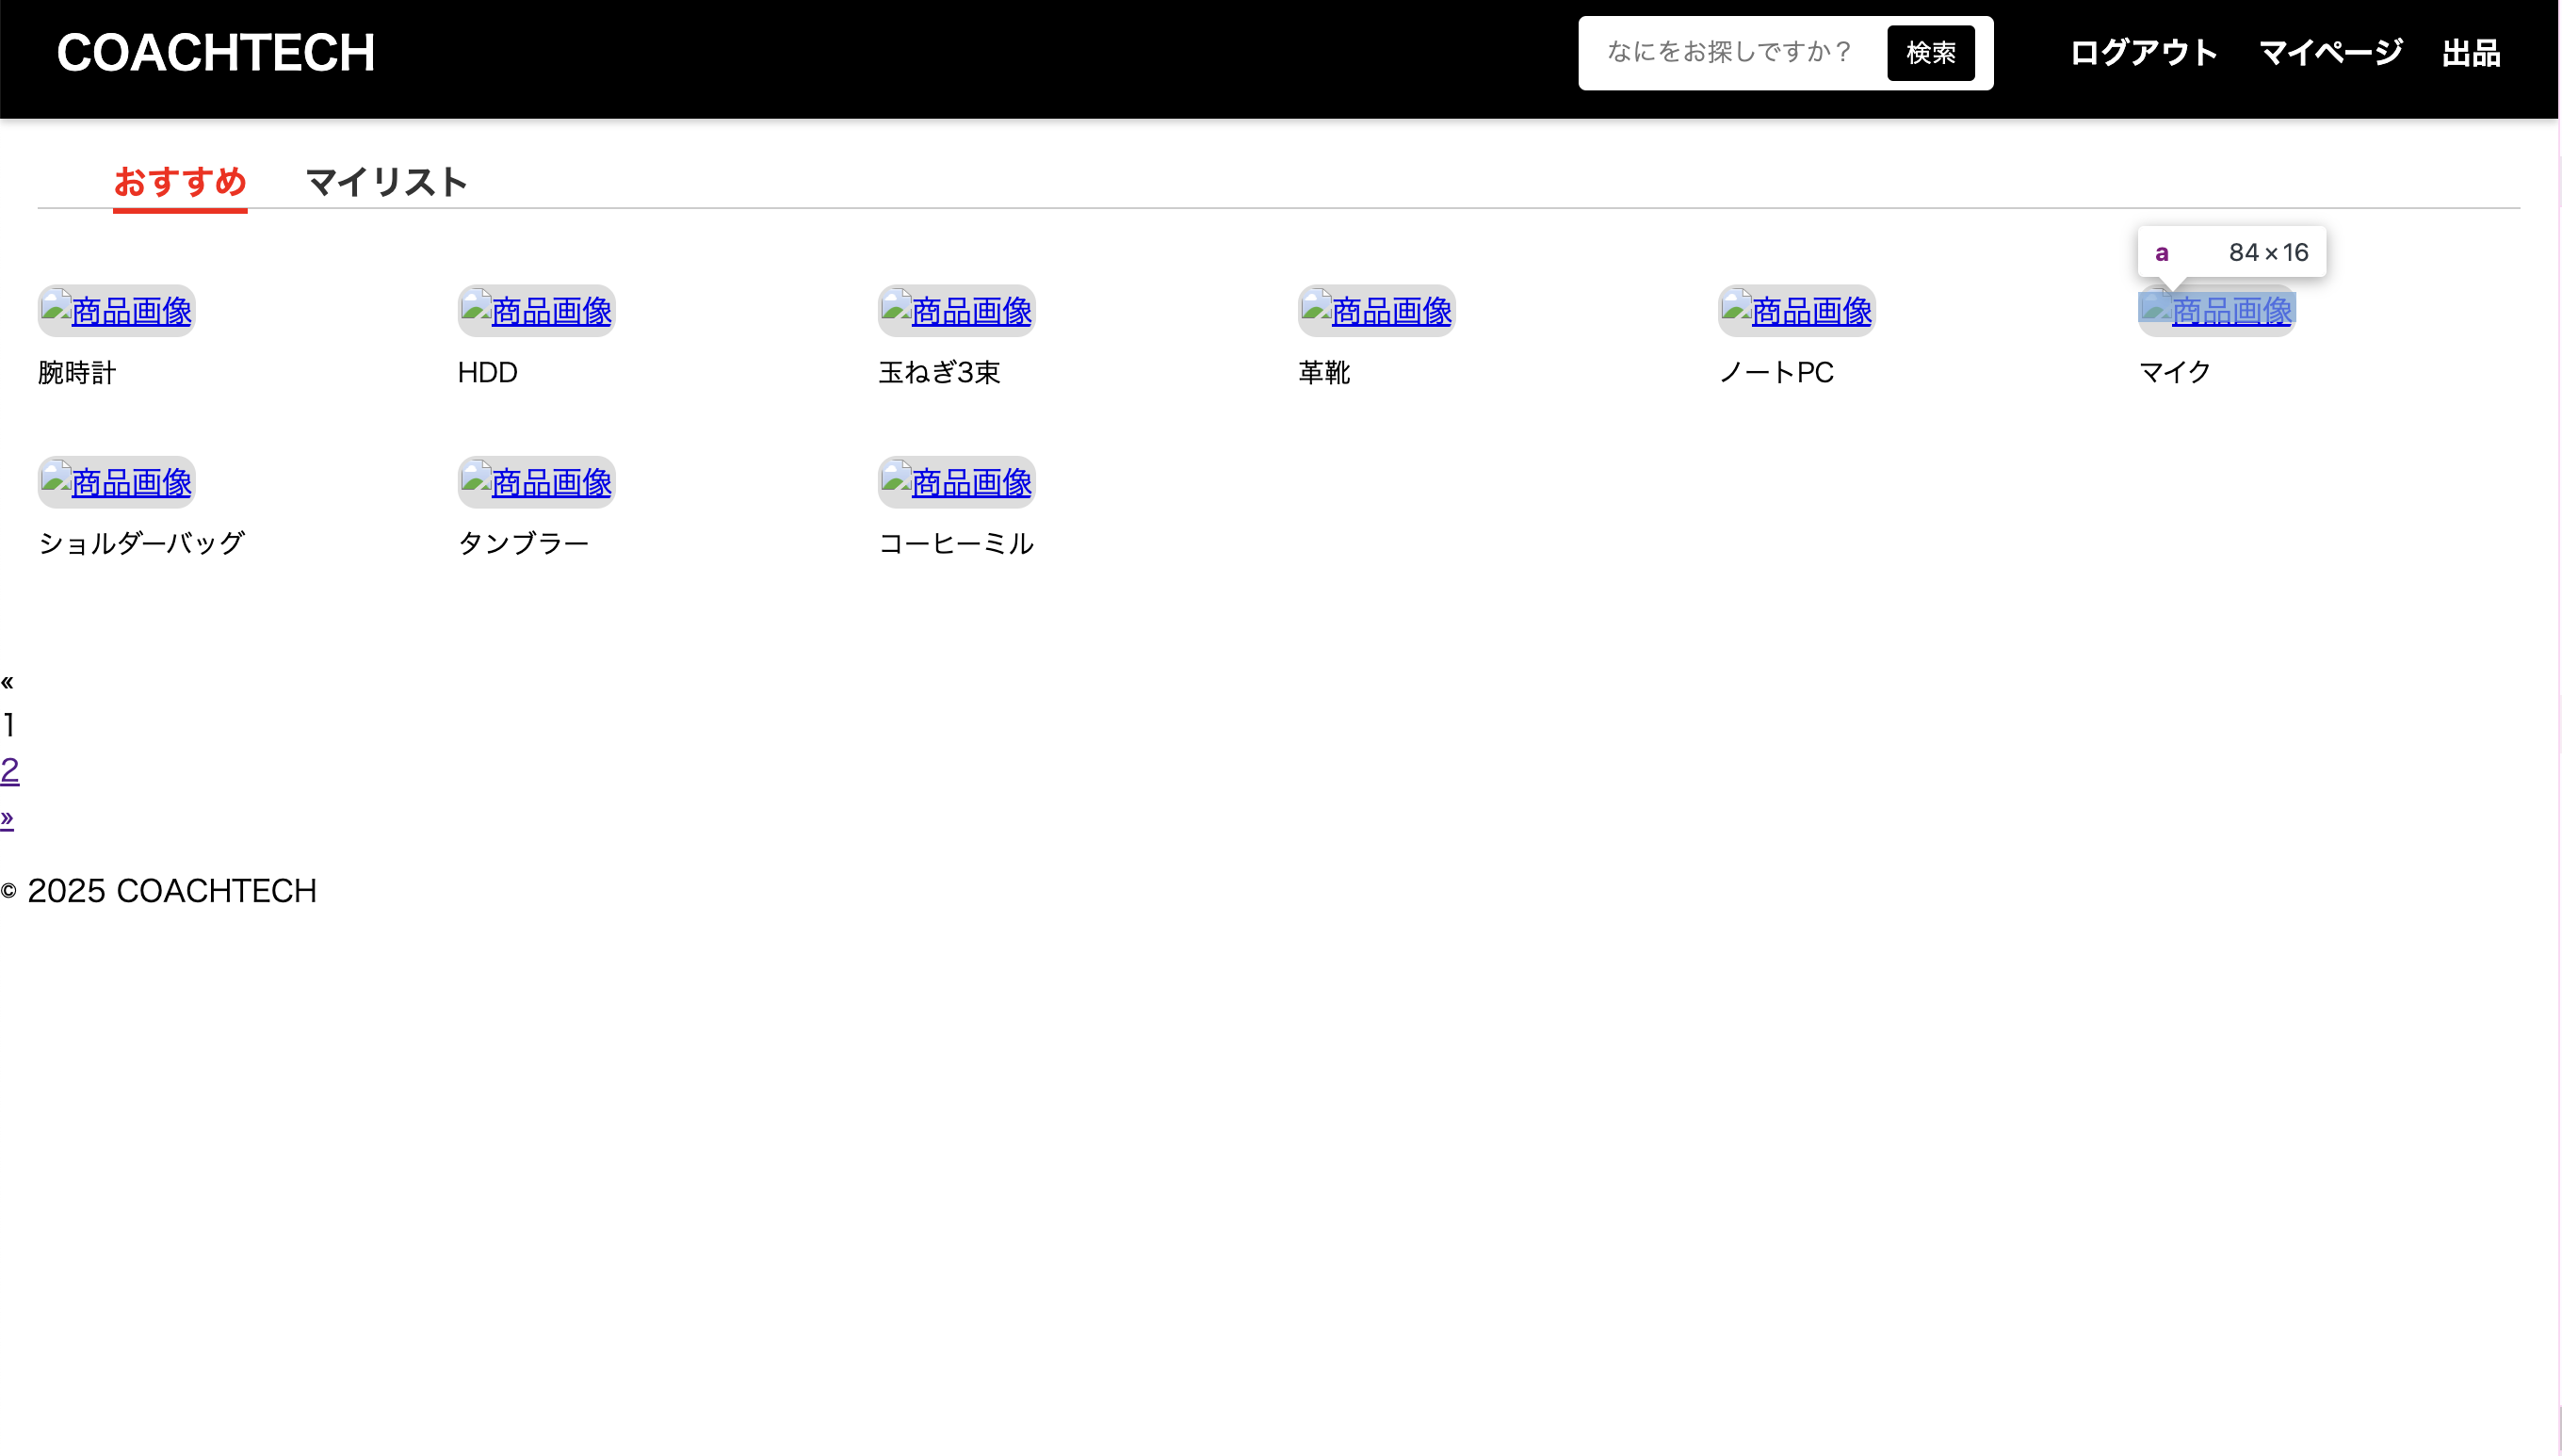 COACHTECH なにをお探しですか？ 検索 ログアウト マイページ 出品
おすすめ マイリスト
a 84×16
商品画像 商品画像 商品画像 商品画像 商品画像 商品画像
腕時計 HDD 玉ねぎ3束 革靴 ノートPC マイク
商品画像 商品画像 商品画像
ショルダーバッグ タンブラー コーヒーミル
«
1
2
»
© 2025 COACHTECH